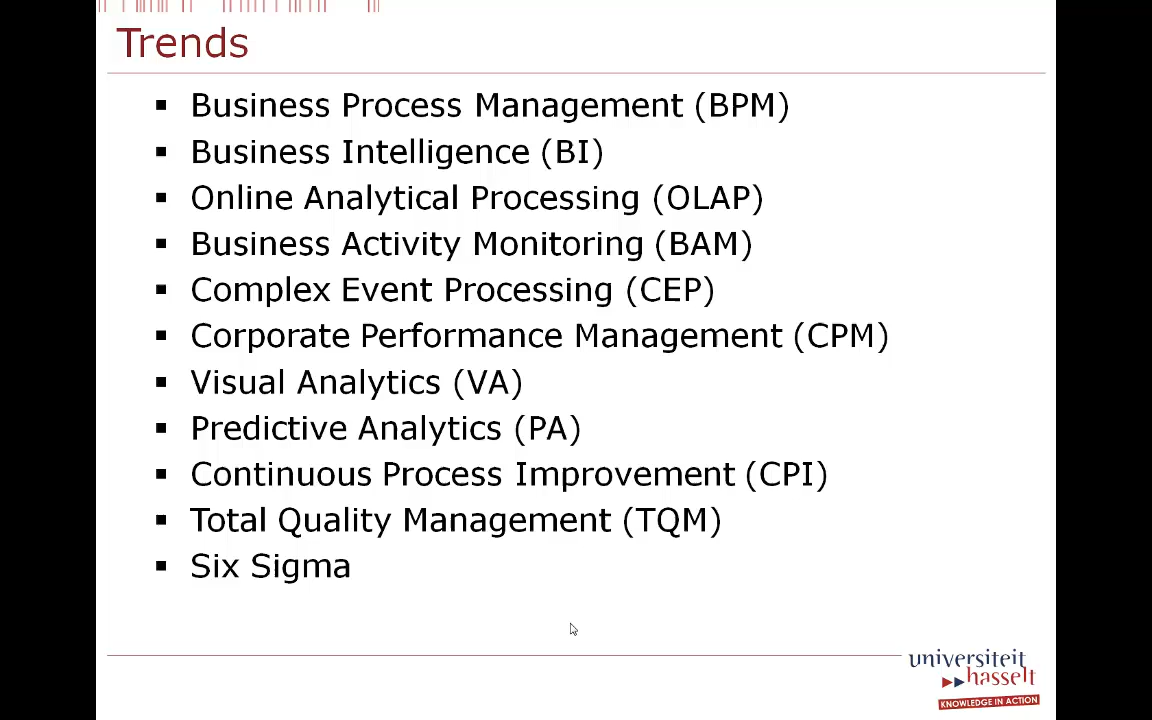 Trends
▪ Business Process Management (BPM)
▪ Business Intelligence (BI)
▪ Online Analytical Processing (OLAP)
▪ Business Activity Monitoring (BAM)
▪ Complex Event Processing (CEP)
▪ Corporate Performance Management (CPM)
▪ Visual Analytics (VA)
▪ Predictive Analytics (PA)
▪ Continuous Process Improvement (CPI)
▪ Total Quality Management (TQM)
▪ Six Sigma
universiteit
hasselt
KNOWLEDGE IN ACTION